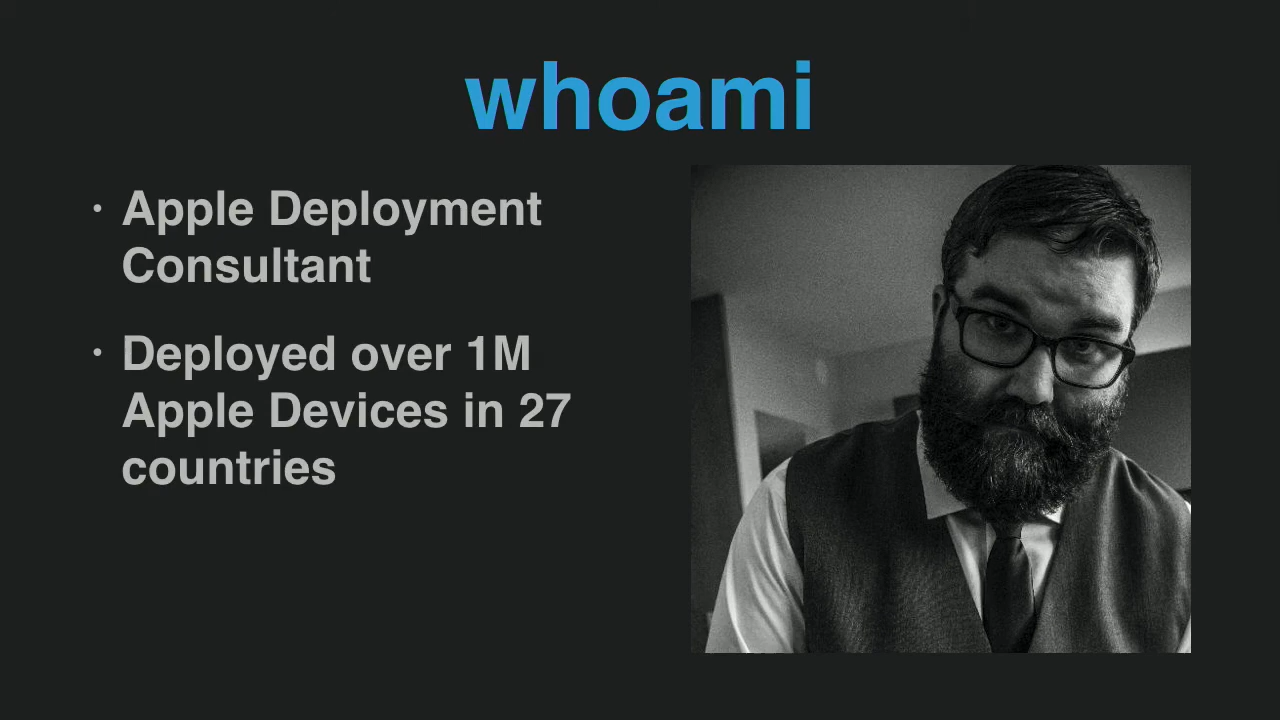 whoami
• Apple Deployment
Consultant
• Deployed over 1M
Apple Devices in 27
countries